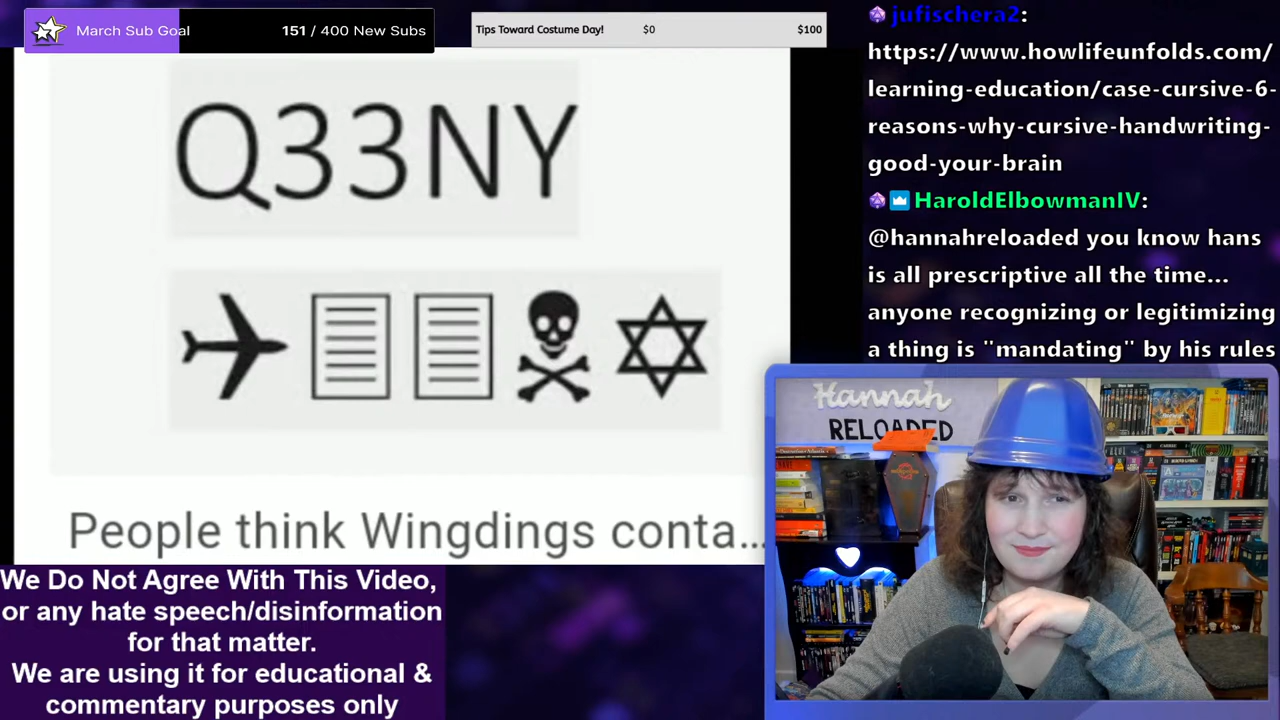 March Sub Goal 151 / 400 New Subs
Tips Toward Costume Day! $0 $100
Q33NY
People think Wingdings conta...
We Do Not Agree With This Video,
or any hate speech/disinformation
for that matter.
We are using it for educational &
commentary purposes only
jufischera2:
https://www.howlifeunfolds.com/
learning-education/case-cursive-6-
reasons-why-cursive-handwriting-
good-your-brain
HaroldElbowmanIV:
@hannahreloaded you know hans
is all prescriptive all the time...
anyone recognizing or legitimizing
a thing is "mandating" by his rules
Hannah
RELOADED